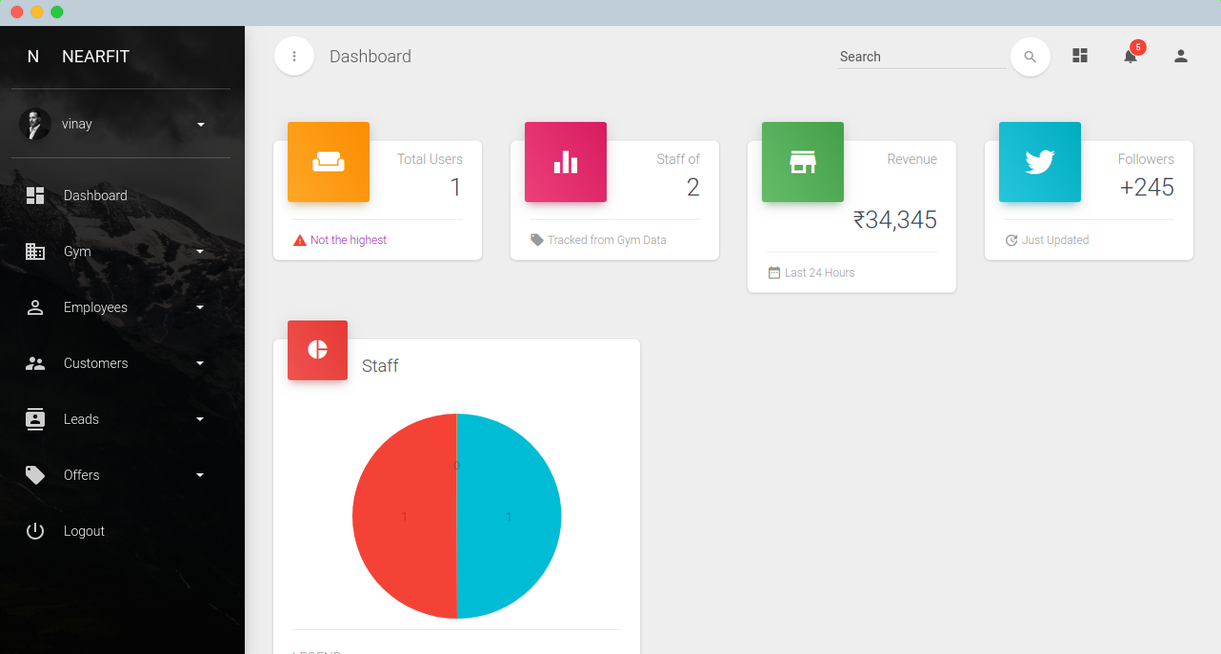 N NEARFIT
vinay
Dashboard
Gym
Employees
Customers
Leads
Offers
Logout
Dashboard
Search
5
Total Users
1
Not the highest
Staff of
2
Tracked from Gym Data
Revenue
₹34,345
Last 24 Hours
Followers
+245
Just Updated
Staff
0
1
1
LEGEND